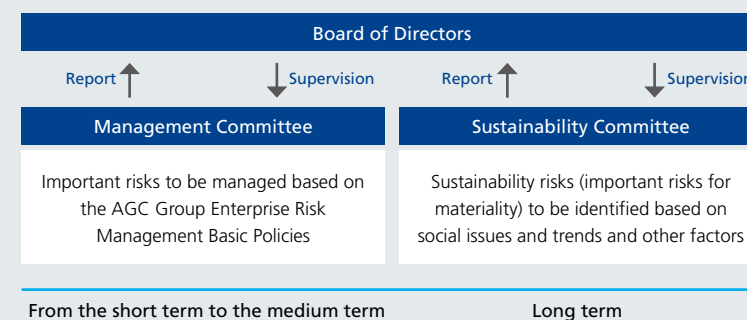 Board of Directors
Report Supervision Report Supervision
Management Committee Sustainability Committee
Important risks to be managed based on
the AGC Group Enterprise Risk
Management Basic Policies
Sustainability risks (important risks for
materiality) to be identified based on
social issues and trends and other factors
From the short term to the medium term Long term